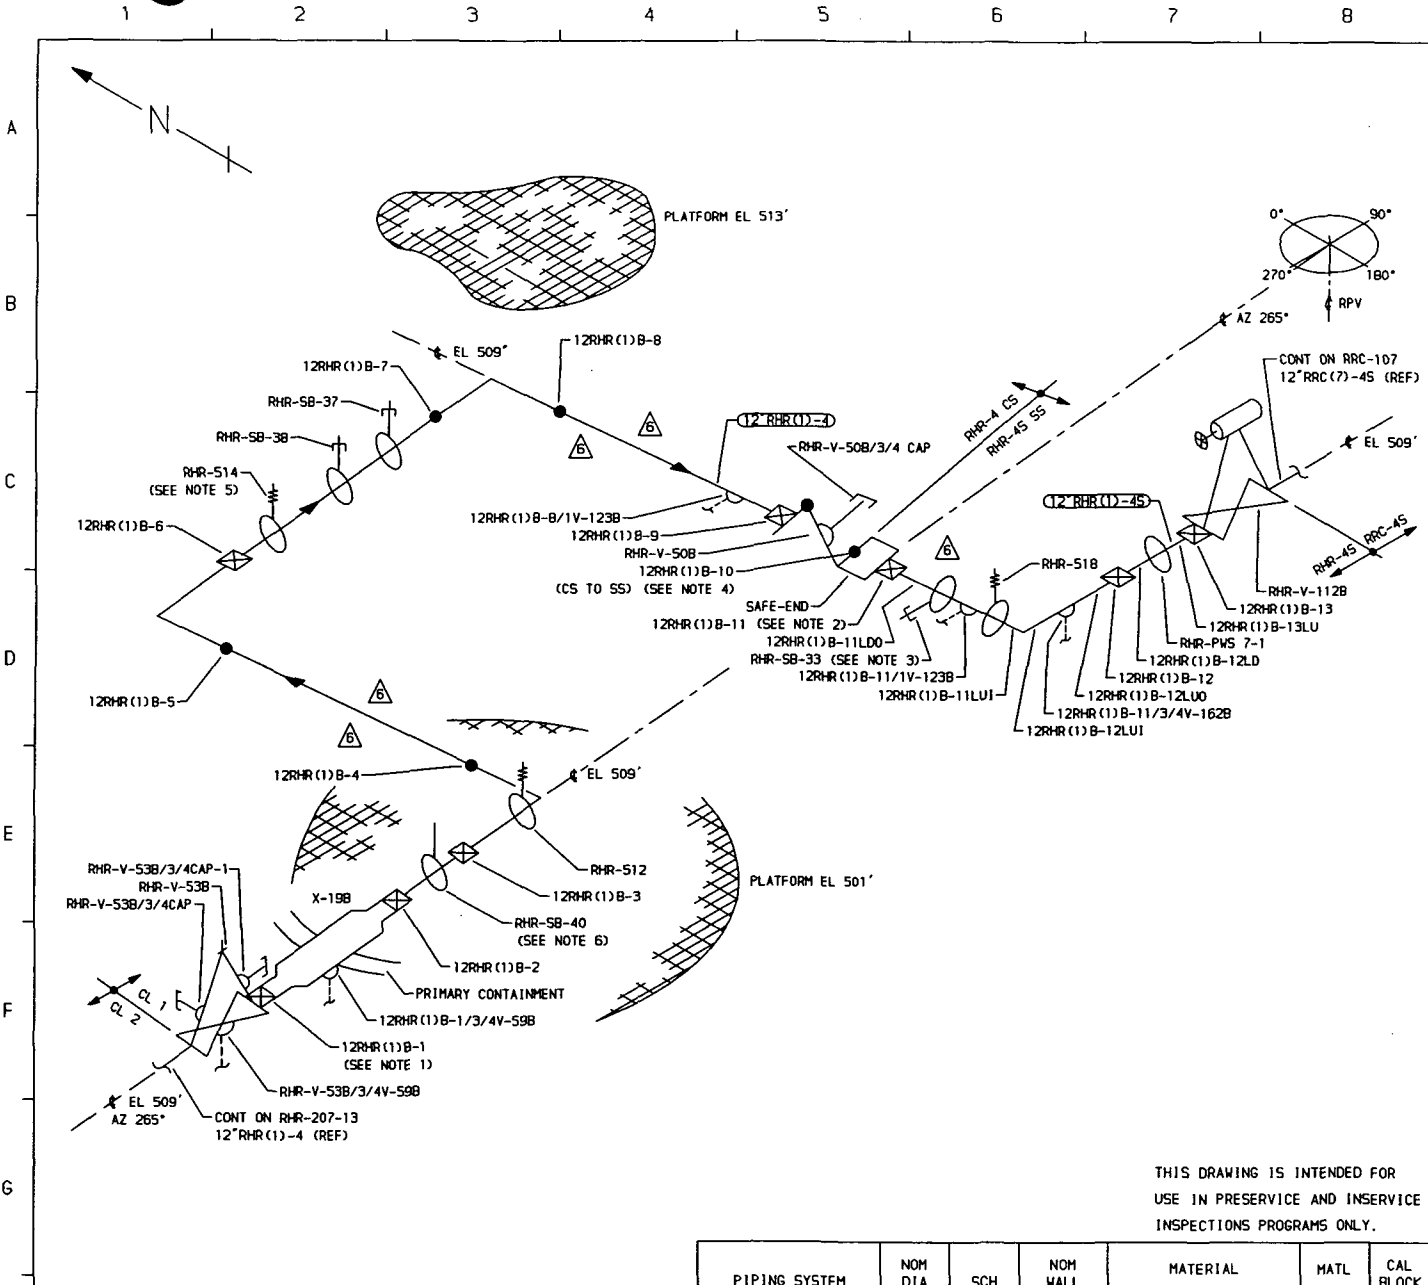 1 2 3 4 5 6 7 8
A
B
C
D
E
F
G
N
PLATFORM EL 513'
0°
90°
270°
180°
℄ RPV
℄ AZ 265°
℄ EL 509'
12RHR(1)B-8
12RHR(1)B-7
RHR-SB-37
RHR-SB-38
RHR-514
(SEE NOTE 5)
12RHR(1)B-6
6
6
12"RHR(1)-4
RHR-4 CS
RHR-4S SS
CONT ON RRC-107
12"RRC(7)-4S (REF)
℄ EL 509'
RHR-V-50B/3/4 CAP
12RHR(1)B-8/1V-123B
12RHR(1)B-9
RHR-V-50B
12RHR(1)B-10
(CS TO SS) (SEE NOTE 4)
SAFE-END
12RHR(1)B-11 (SEE NOTE 2)
12RHR(1)B-11LDO
RHR-SB-33 (SEE NOTE 3)
12RHR(1)B-11/1V-123B
12RHR(1)B-11LUI
6
RHR-518
12"RHR(1)-4S
RHR-4S RRC-4S
RHR-V-112B
12RHR(1)B-13
12RHR(1)B-13LU
RHR-PWS 7-1
12RHR(1)B-12LD
12RHR(1)B-12
12RHR(1)B-12LUO
12RHR(1)B-11/3/4V-162B
12RHR(1)B-12LUI
12RHR(1)B-5
6
6
12RHR(1)B-4
℄ EL 509'
RHR-512
12RHR(1)B-3
RHR-SB-40
(SEE NOTE 6)
12RHR(1)B-2
PLATFORM EL 501'
RHR-V-53B/3/4CAP-1
RHR-V-53B
RHR-V-53B/3/4CAP
X-19B
PRIMARY CONTAINMENT
12RHR(1)B-1/3/4V-59B
12RHR(1)B-1
(SEE NOTE 1)
RHR-V-53B/3/4V-59B
CL 1
CL 2
℄ EL 509'
AZ 265°
CONT ON RHR-207-13
12"RHR(1)-4 (REF)
THIS DRAWING IS INTENDED FOR
USE IN PRESERVICE AND INSERVICE
INSPECTIONS PROGRAMS ONLY.
PIPING SYSTEM
NOM
DIA
SCH
NOM
WALL
MATERIAL
MATL
CAL
BLOCK